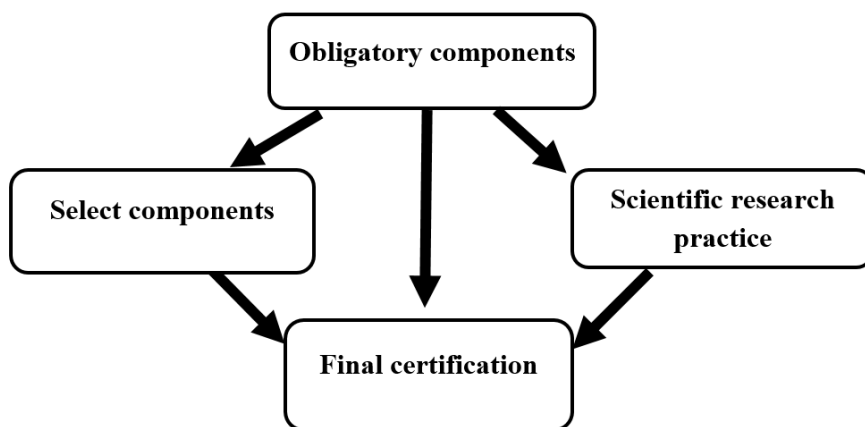 Obligatory components
Select components
Scientific research
practice
Final certification